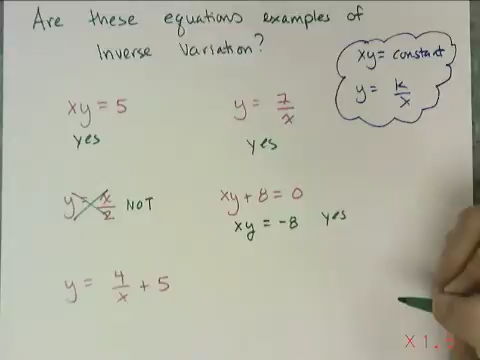 Are these equations examples of
Inverse Variation?
xy = constant
y = k/x
xy = 5
yes
y = 7/x
yes
y = x/2 NOT
xy + 8 = 0
xy = -8 yes
y = 4/x + 5
X 1.